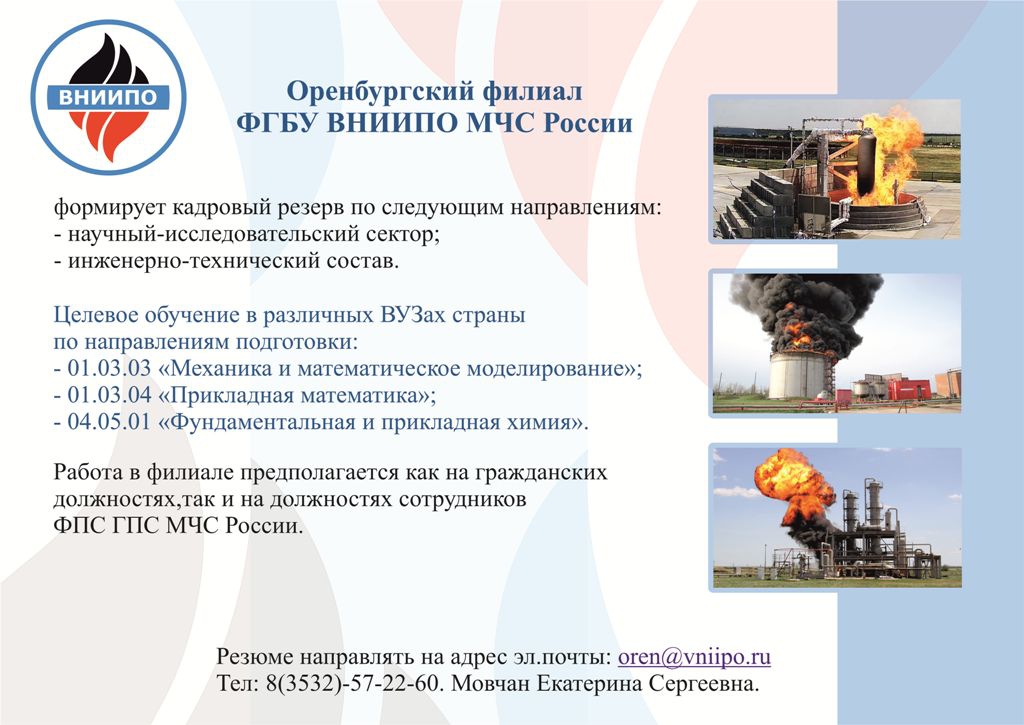 ВНИИПО
Оренбургский филиал
ФГБУ ВНИИПО МЧС России
формирует кадровый резерв по следующим направлениям:
- научный-исследовательский сектор;
- инженерно-технический состав.
Целевое обучение в различных ВУЗах страны
по направлениям подготовки:
- 01.03.03 «Механика и математическое моделирование»;
- 01.03.04 «Прикладная математика»;
- 04.05.01 «Фундаментальная и прикладная химия».
Работа в филиале предполагается как на гражданских
должностях,так и на должностях сотрудников
ФПС ГПС МЧС России.
Резюме направлять на адрес эл.почты: oren@vniipo.ru
Тел: 8(3532)-57-22-60. Мовчан Екатерина Сергеевна.